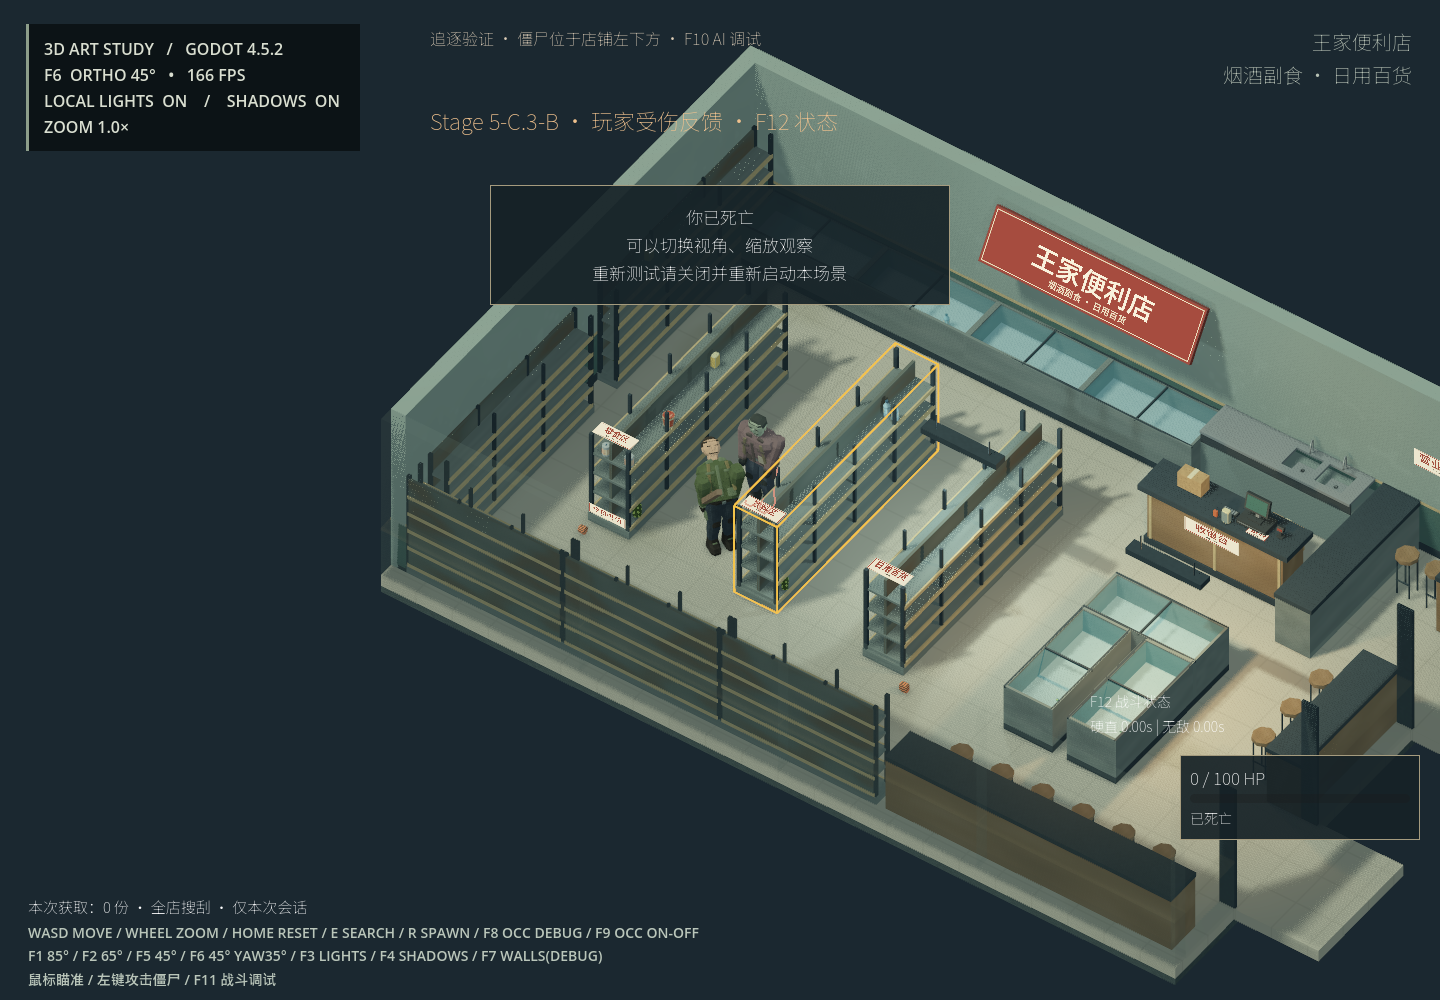 3D ART STUDY / GODOT 4.5.2
F6 ORTHO 45° • 166 FPS
LOCAL LIGHTS ON / SHADOWS ON
ZOOM 1.0×
追逐验证 · 僵尸位于店铺左下方 · F10 AI 调试
Stage 5-C.3-B · 玩家受伤反馈 · F12 状态
王家便利店
烟酒副食 · 日用百货
你已死亡
可以切换视角、缩放观察
重新测试请关闭并重新启动本场景
王家便利店
烟酒副食 · 日用百货
日用百货
收银台
F12 战斗状态
硬直 0.00s | 无敌 0.00s
0 / 100 HP
已死亡
本次获取：0 份 · 全店搜刮 · 仅本次会话
WASD MOVE / WHEEL ZOOM / HOME RESET / E SEARCH / R SPAWN / F8 OCC DEBUG / F9 OCC ON-OFF
F1 85° / F2 65° / F5 45° / F6 45° YAW35° / F3 LIGHTS / F4 SHADOWS / F7 WALLS(DEBUG)
鼠标瞄准 / 左键攻击僵尸 / F11 战斗调试